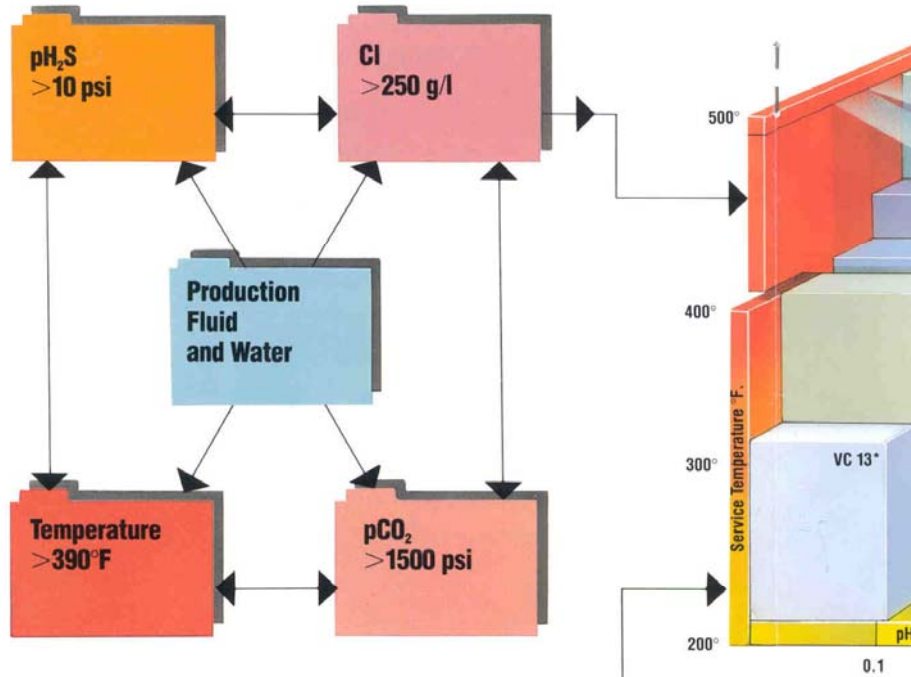 pH₂S
>10 psi
Cl
>250 g/l
Production
Fluid
and Water
Temperature
>390°F
pCO₂
>1500 psi
500°
400°
300°
200°
Service Temperature °F.
VC 13*
pH
0.1